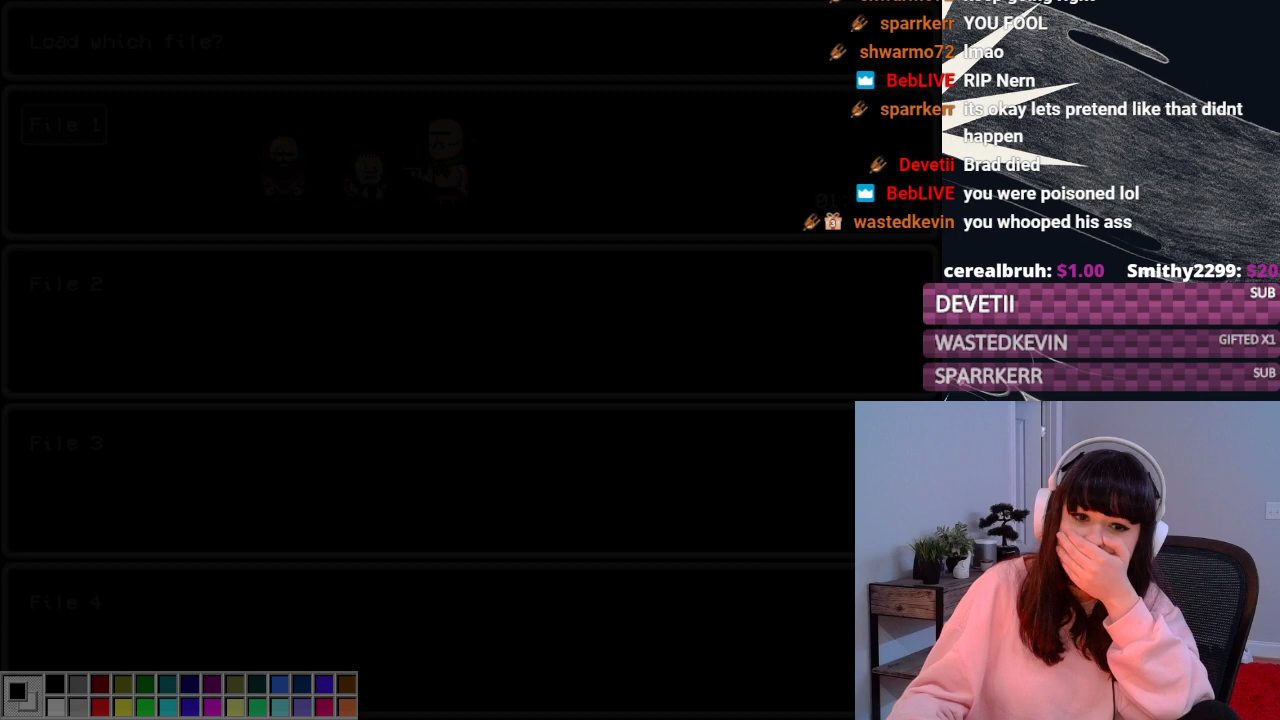 Load which file?
File 1
File 2
File 3
File 4
sparrkerr YOU FOOL
shwarmo72 lmao
BebLIVE RIP Nern
sparrkerr its okay lets pretend like that didnt
happen
Devetii Brad died
BebLIVE you were poisoned lol
wastedkevin you whooped his ass
cerealbruh: $1.00 Smithy2299: $20
DEVETII SUB
WASTEDKEVIN GIFTED X1
SPARRKERR SUB